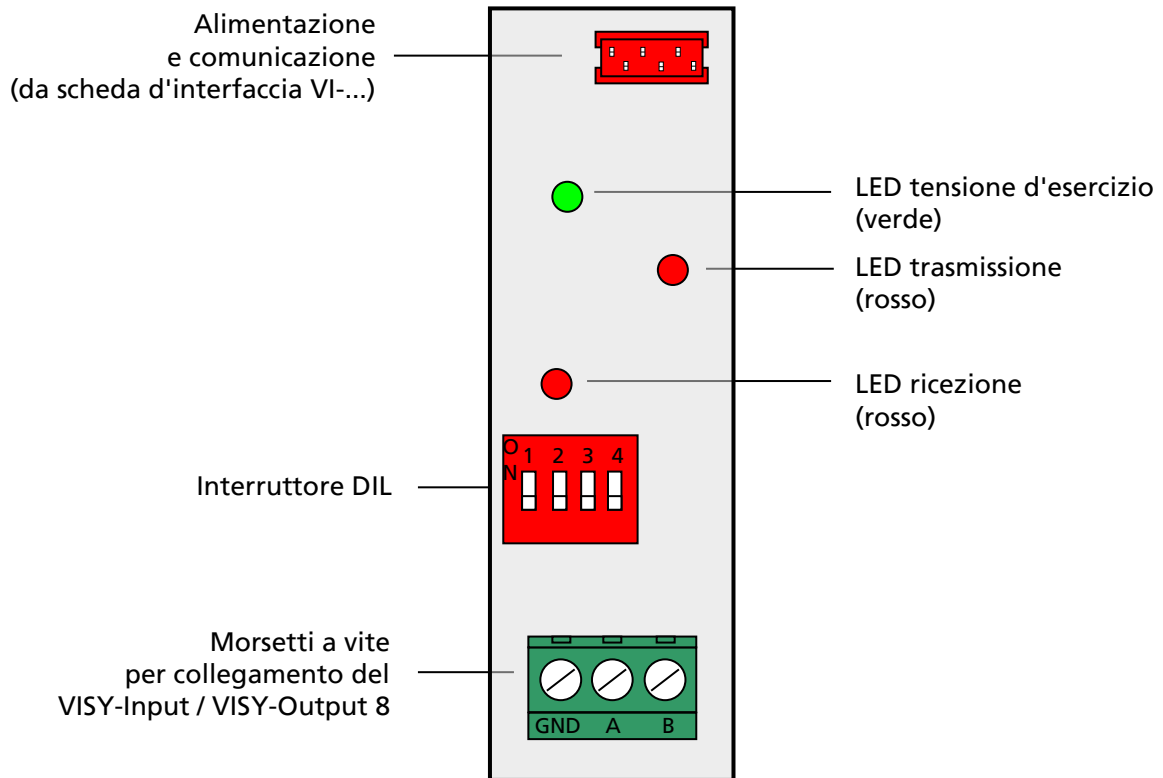 Alimentazione
e comunicazione
(da scheda d'interfaccia VI-...)
LED tensione d'esercizio
(verde)
LED trasmissione
(rosso)
LED ricezione
(rosso)
O
N
1 2 3 4
Interruttore DIL
Morsetti a vite
per collegamento del
VISY-Input / VISY-Output 8
GND A B